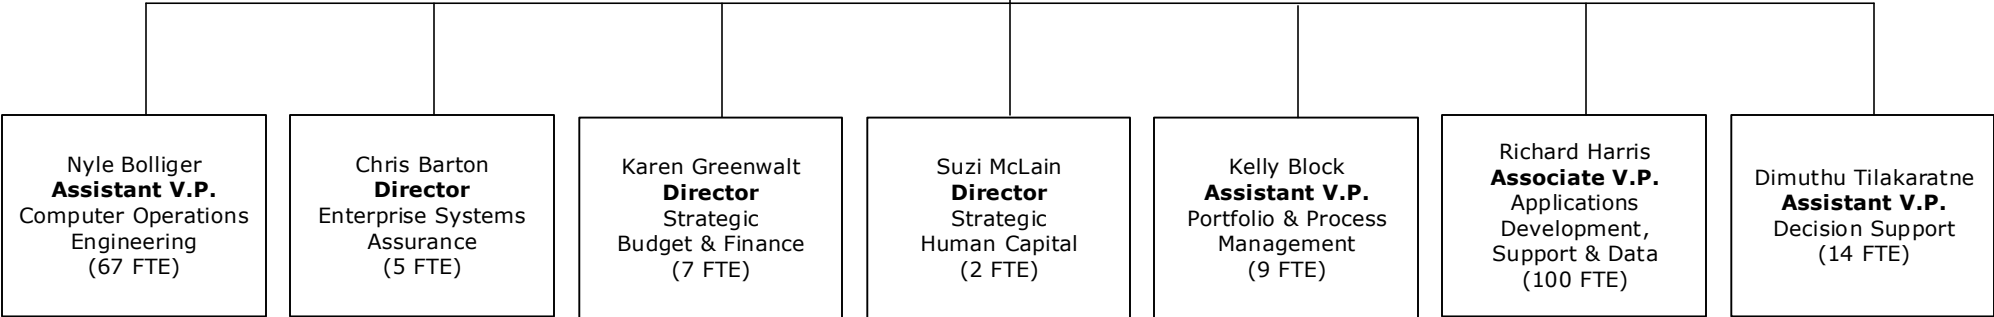 Nyle Bolliger
Assistant V.P.
Computer Operations
Engineering
(67 FTE)
Chris Barton
Director
Enterprise Systems
Assurance
(5 FTE)
Karen Greenwalt
Director
Strategic
Budget & Finance
(7 FTE)
Suzi McLain
Director
Strategic
Human Capital
(2 FTE)
Kelly Block
Assistant V.P.
Portfolio & Process
Management
(9 FTE)
Richard Harris
Associate V.P.
Applications
Development,
Support & Data
(100 FTE)
Dimuthu Tilakaratne
Assistant V.P.
Decision Support
(14 FTE)